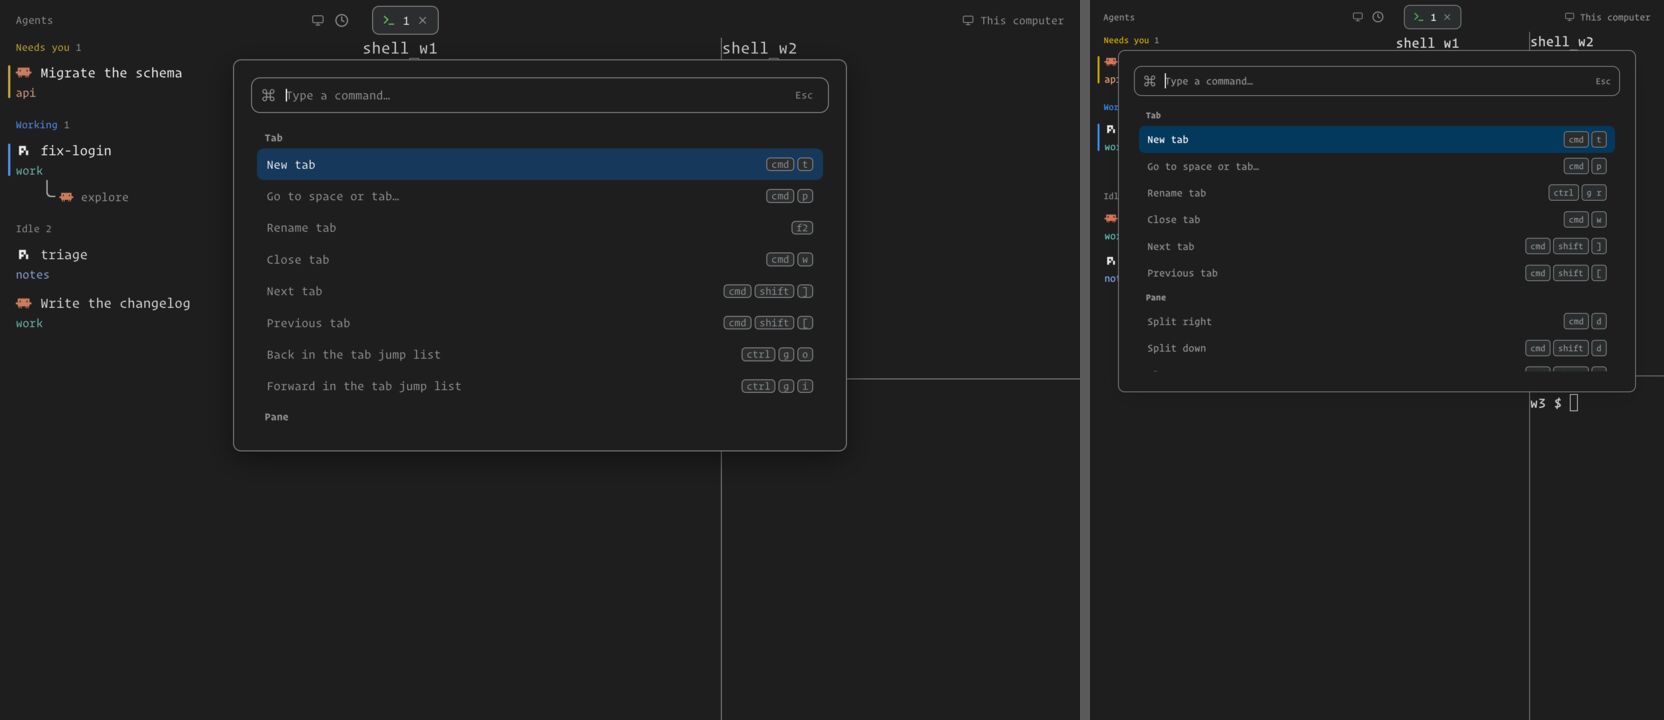 Agents
1
This computer
Needs you 1
Migrate the schema
api
Working 1
fix-login
work
explore
Idle 2
triage
notes
Write the changelog
work
shell w1
shell w2
Type a command…
Esc
Tab
New tab cmd t
Go to space or tab… cmd p
Rename tab f2
Close tab cmd w
Next tab cmd shift ]
Previous tab cmd shift [
Back in the tab jump list ctrl g o
Forward in the tab jump list ctrl g i
Pane
Agents
1
This computer
Needs you 1
shell w1
shell w2
Type a command…
Esc
Tab
New tab cmd t
Go to space or tab… cmd p
Rename tab ctrl g r
Close tab cmd w
Next tab cmd shift ]
Previous tab cmd shift [
Pane
Split right cmd d
Split down cmd shift d
w3 $